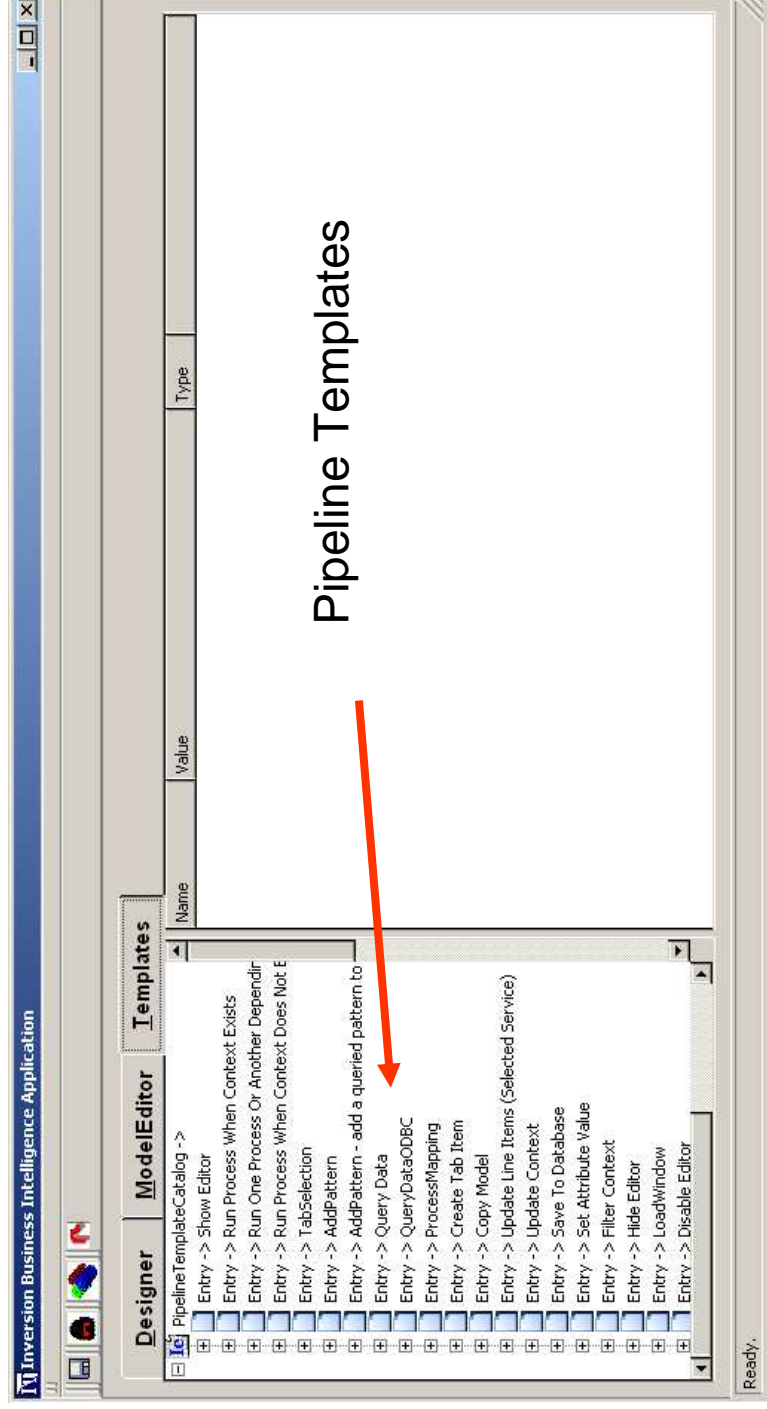 Inversion Business Intelligence Application
Designer
ModelEditor
Templates
PipelineTemplateCatalog ->
Entry -> Show Editor
Entry -> Run Process When Context Exists
Entry -> Run One Process Or Another Dependin
Entry -> Run Process When Context Does Not E
Entry -> TabSelection
Entry -> AddPattern
Entry -> AddPattern - add a queried pattern to
Entry -> Query Data
Entry -> QueryDataODBC
Entry -> ProcessMapping
Entry -> Create Tab Item
Entry -> Copy Model
Entry -> Update Line Items (Selected Service)
Entry -> Update Context
Entry -> Save To Database
Entry -> Set Attribute Value
Entry -> Filter Context
Entry -> Hide Editor
Entry -> LoadWindow
Entry -> Disable Editor
Name
Value
Type
Pipeline Templates
Ready.